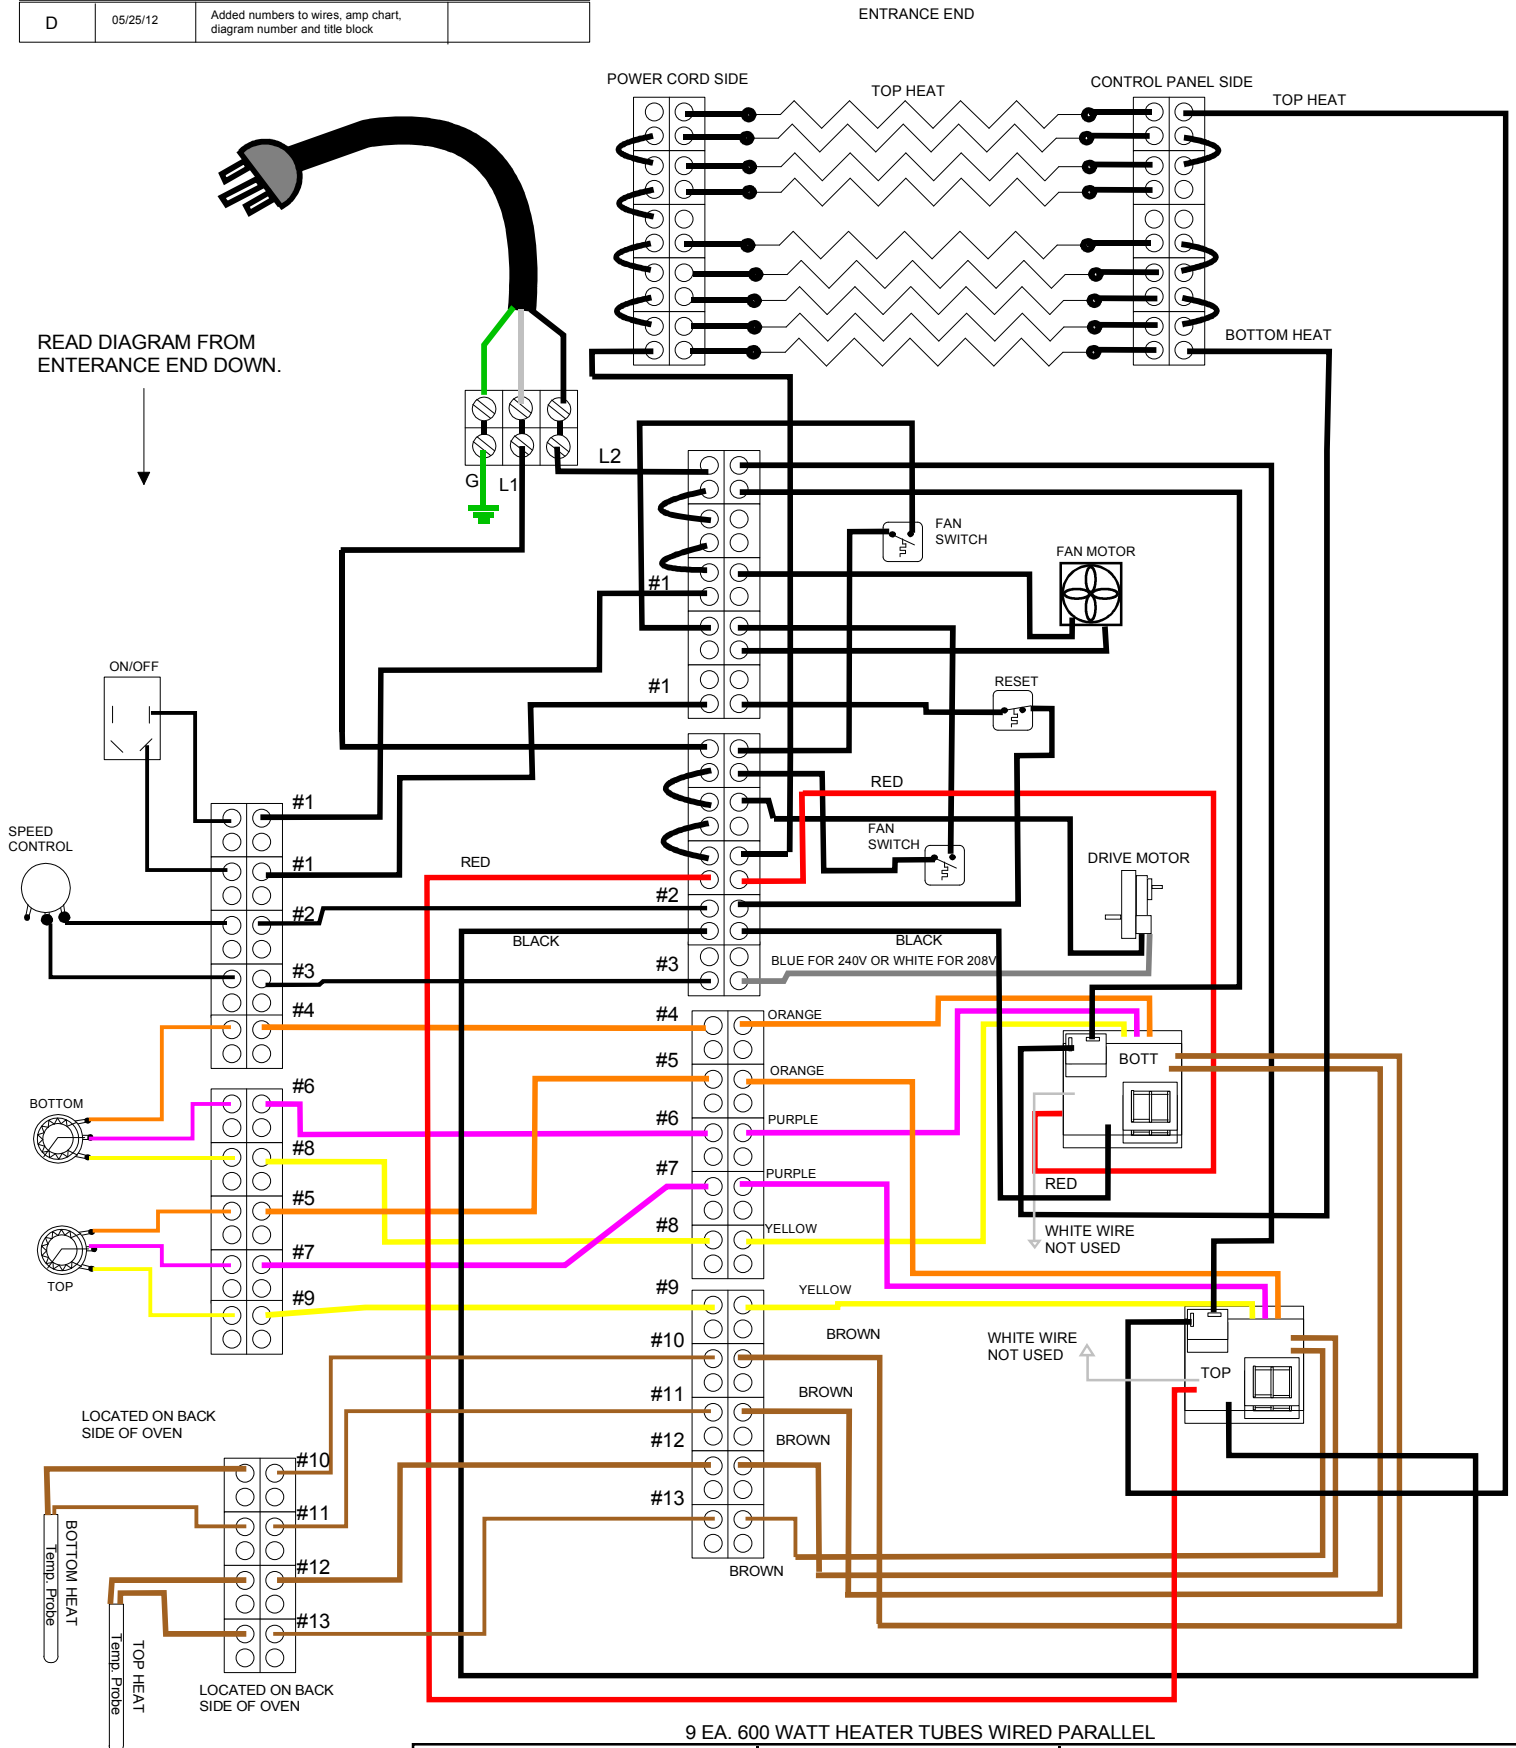 D 05/25/12 Added numbers to wires, amp chart,
diagram number and title block
ENTRANCE END
POWER CORD SIDE
TOP HEAT
CONTROL PANEL SIDE
TOP HEAT
BOTTOM HEAT
READ DIAGRAM FROM
ENTERANCE END DOWN.
L2
G L1
FAN
SWITCH
FAN MOTOR
#1
ON/OFF
#1
RESET
RED
#1
SPEED
CONTROL
FAN
SWITCH
RED
#1
DRIVE MOTOR
#2
#2
BLACK
BLACK
#3
#3
BLUE FOR 240V OR WHITE FOR 208V
#4
#4
ORANGE
BOTT
#5
ORANGE
#6
BOTTOM
#6
PURPLE
#8
#7
PURPLE
RED
#5
#8
YELLOW
WHITE WIRE
NOT USED
#7
TOP
#9
YELLOW
#9
BROWN
#10
WHITE WIRE
NOT USED
TOP
#11
BROWN
LOCATED ON BACK
SIDE OF OVEN
#12
BROWN
#10
#13
#11
BOTTOM HEAT
Temp. Probe
#12
BROWN
#13
TOP HEAT
Temp. Probe
LOCATED ON BACK
SIDE OF OVEN
9 EA. 600 WATT HEATER TUBES WIRED PARALLEL